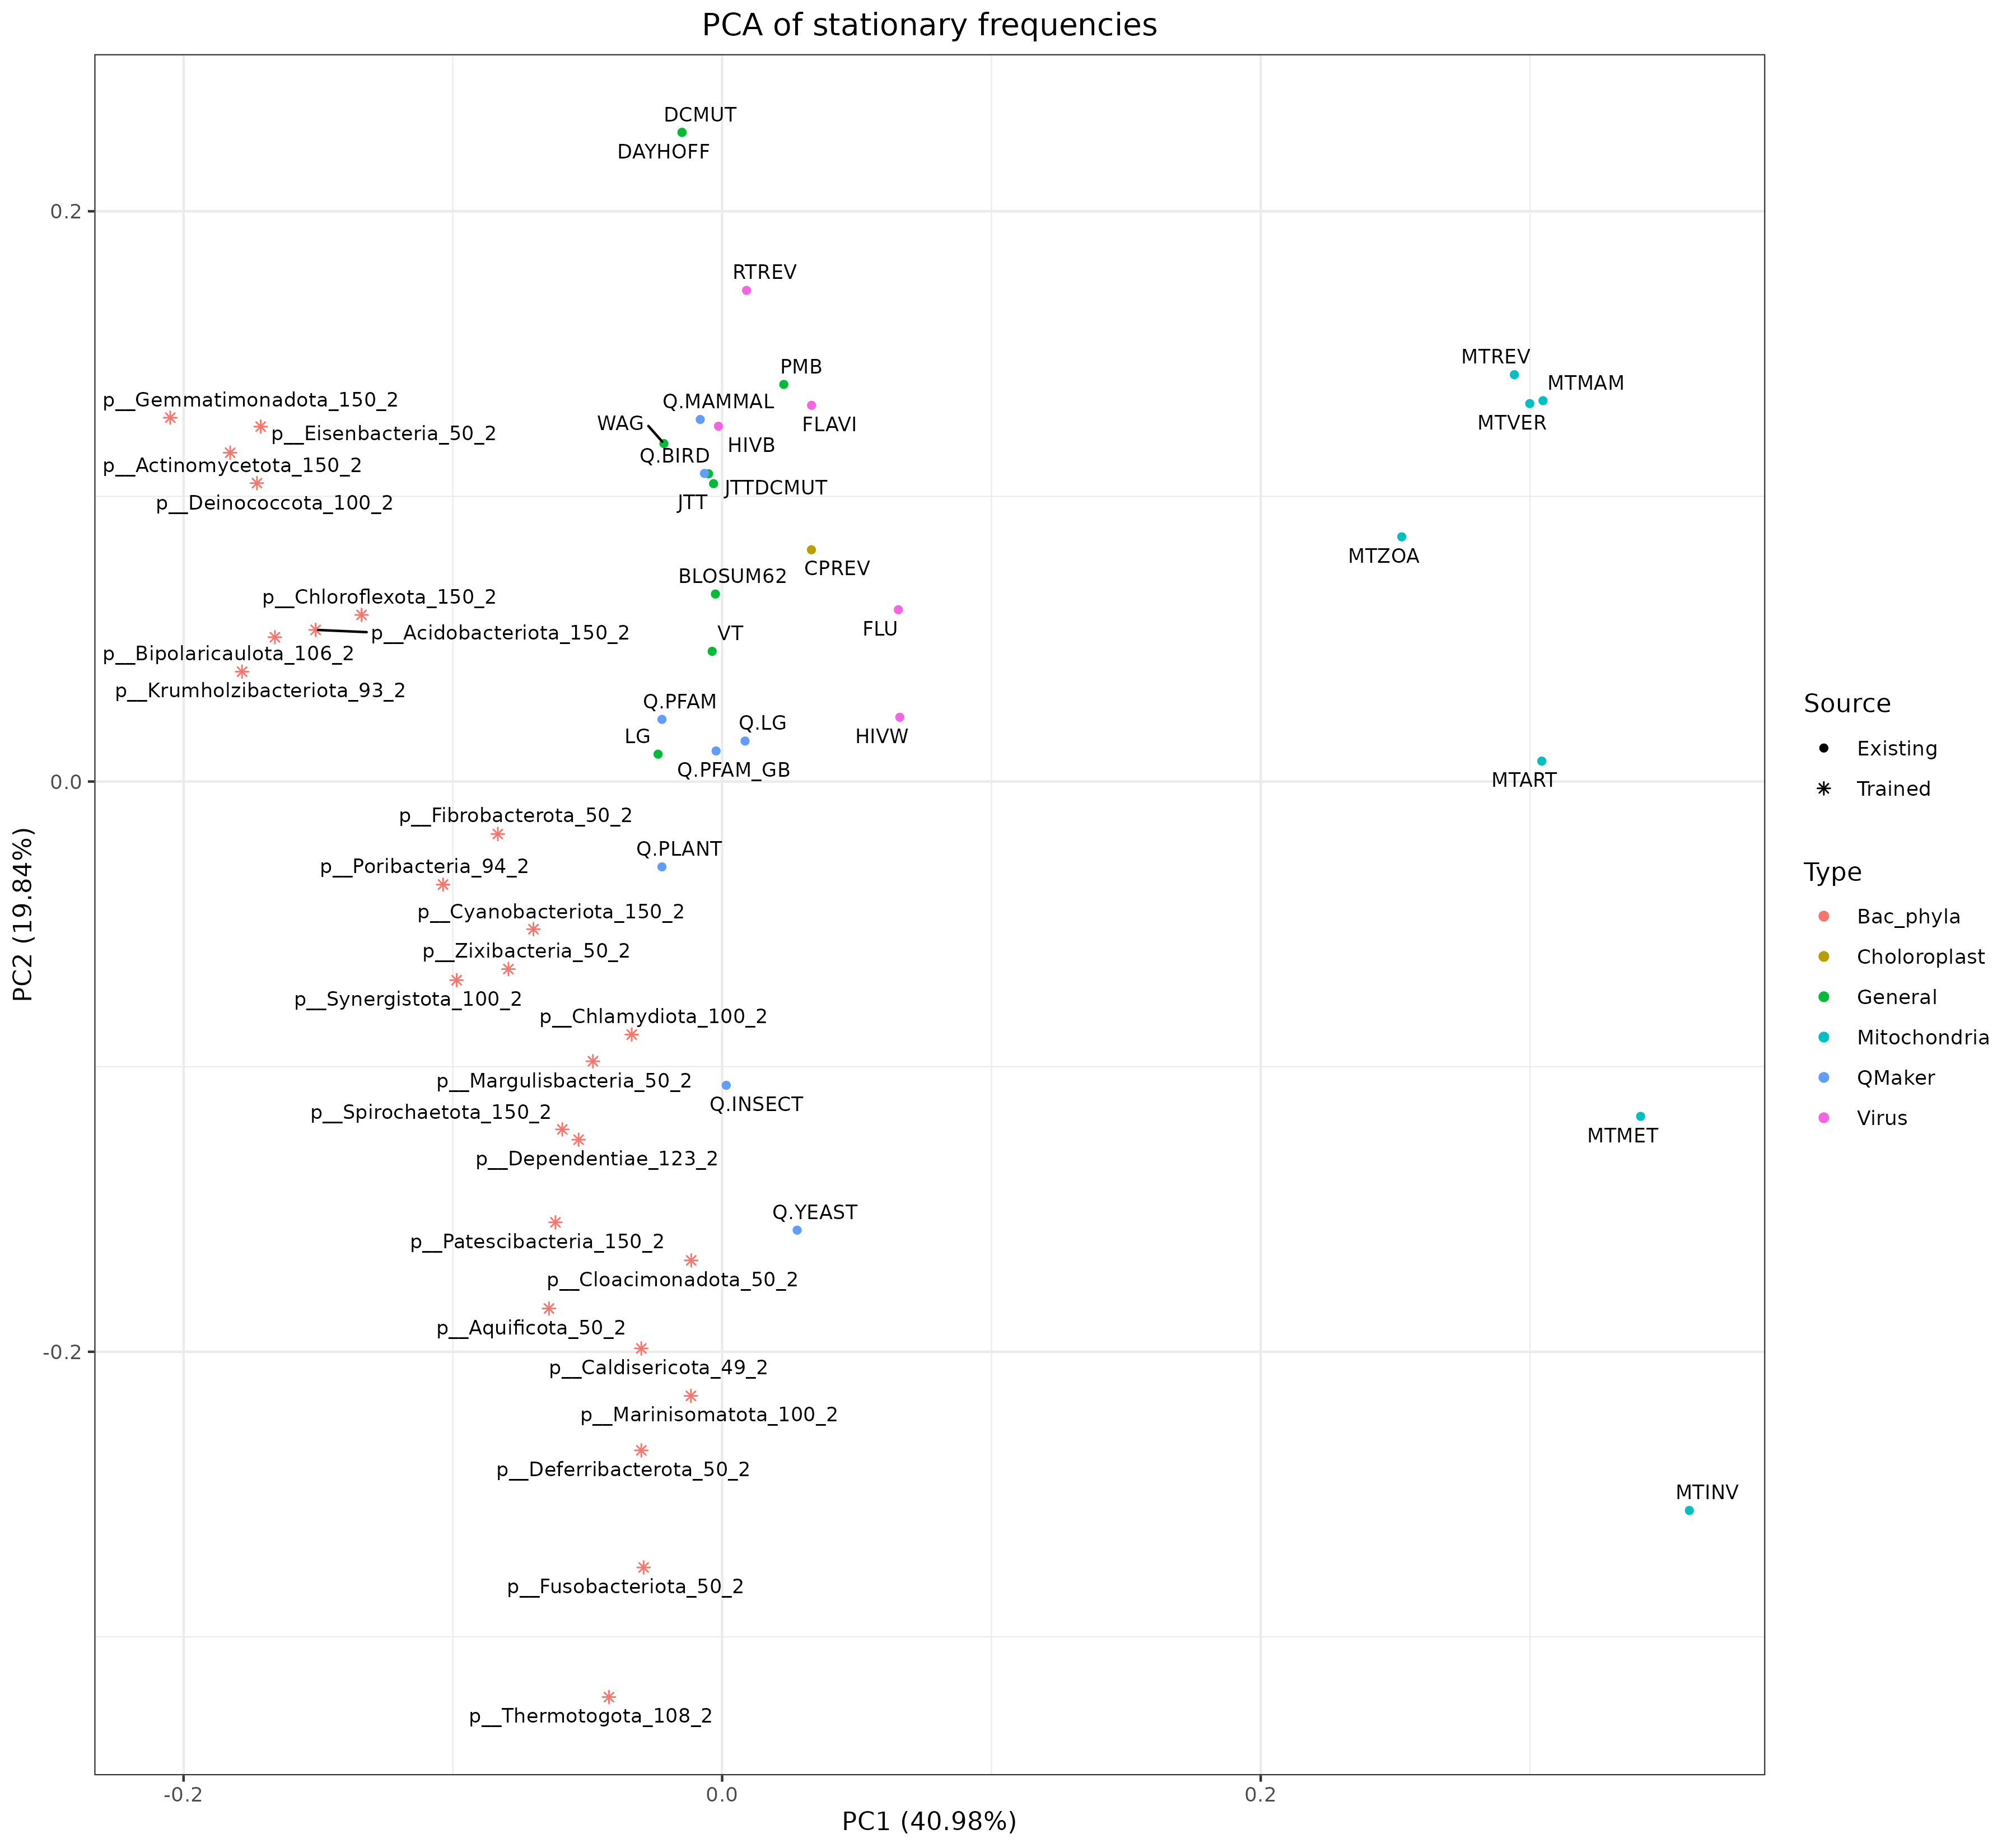 PCA of stationary frequencies
DCMUT
DAYHOFF
0.2
RTREV
MTREV
PMB
MTMAM
p__Gemmatimonadota_150_2
Q.MAMMAL
WAG
FLAVI
MTVER
p__Eisenbacteria_50_2
HIVB
Q.BIRD
p__Actinomycetota_150_2
JTTDCMUT
p__Deinococcota_100_2
JTT
MTZOA
CPREV
BLOSUM62
p__Chloroflexota_150_2
FLU
p__Acidobacteriota_150_2
VT
p__Bipolaricaulota_106_2
p__Krumholzibacteriota_93_2
Q.PFAM
Q.LG
LG
HIVW
Q.PFAM_GB
0.0
MTART
p__Fibrobacterota_50_2
Q.PLANT
p__Poribacteria_94_2
p__Cyanobacteriota_150_2
p__Zixibacteria_50_2
p__Synergistota_100_2
p__Chlamydiota_100_2
p__Margulisbacteria_50_2
Q.INSECT
p__Spirochaetota_150_2
MTMET
p__Dependentiae_123_2
Q.YEAST
p__Patescibacteria_150_2
p__Cloacimonadota_50_2
p__Aquificota_50_2
-0.2
p__Caldisericota_49_2
p__Marinisomatota_100_2
p__Deferribacterota_50_2
MTINV
p__Fusobacteriota_50_2
p__Thermotogota_108_2
-0.2
0.0
0.2
PC1 (40.98%)
PC2 (19.84%)
Source
Existing
Trained
Type
Bac_phyla
Choloroplast
General
Mitochondria
QMaker
Virus